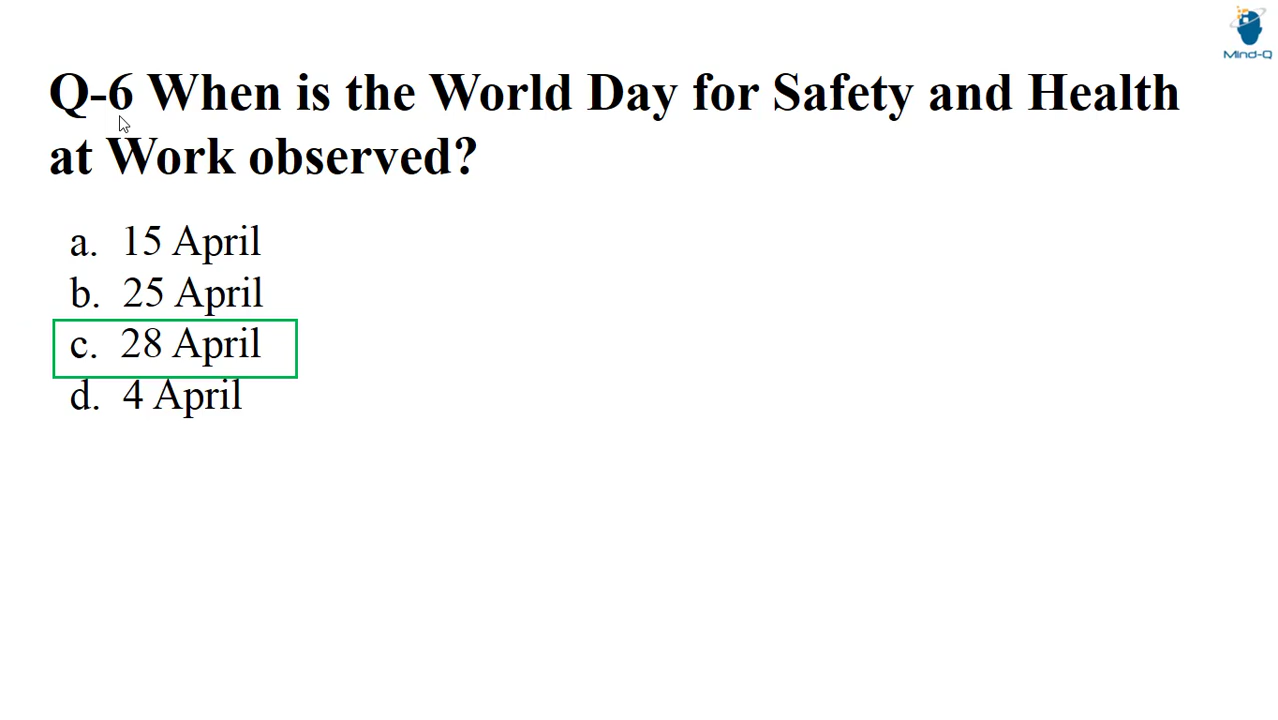 Mind-Q
Q-6 When is the World Day for Safety and Health
at Work observed?
a. 15 April
b. 25 April
c. 28 April
d. 4 April